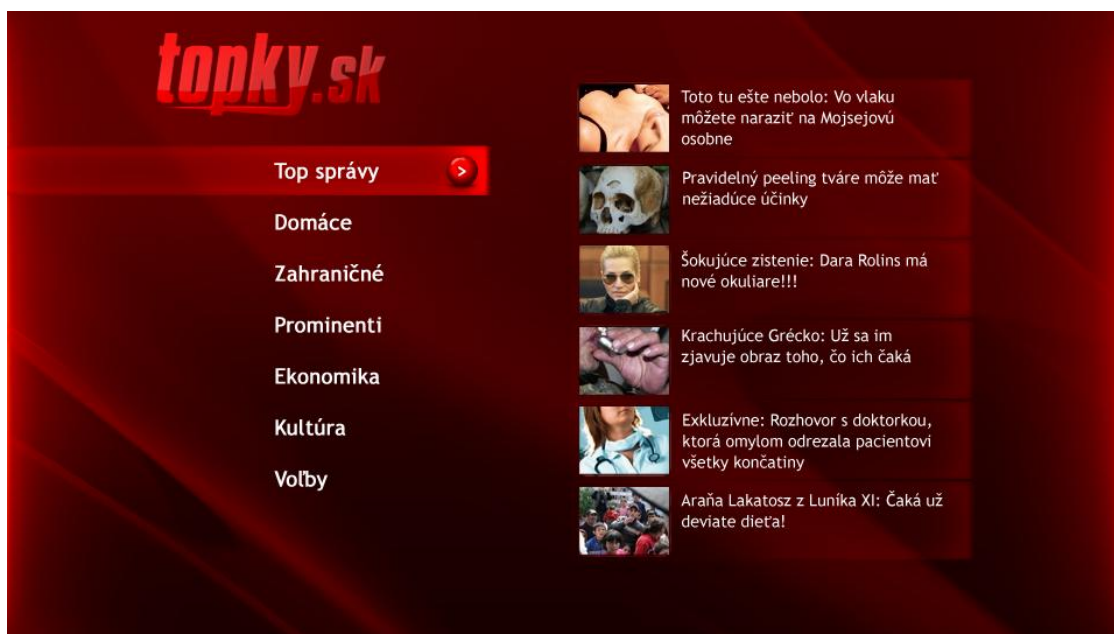 topky.sk
Top správy
Domáce
Zahraničné
Prominenti
Ekonomika
Kultúra
Voľby
Toto tu ešte nebolo: Vo vlaku
môžete naraziť na Mojsejovú
osobne
Pravidelný peeling tváre môže mať
nežiadúce účinky
Šokujúce zistenie: Dara Rolins má
nové okuliare!!!
Krachujúce Grécko: Už sa im
zjavuje obraz toho, čo ich čaká
Exkluzívne: Rozhovor s doktorkou,
ktorá omylom odrezala pacientovi
všetky končatiny
Araňa Lakatosz z Luníka XI: Čaká už
deviate dieťa!